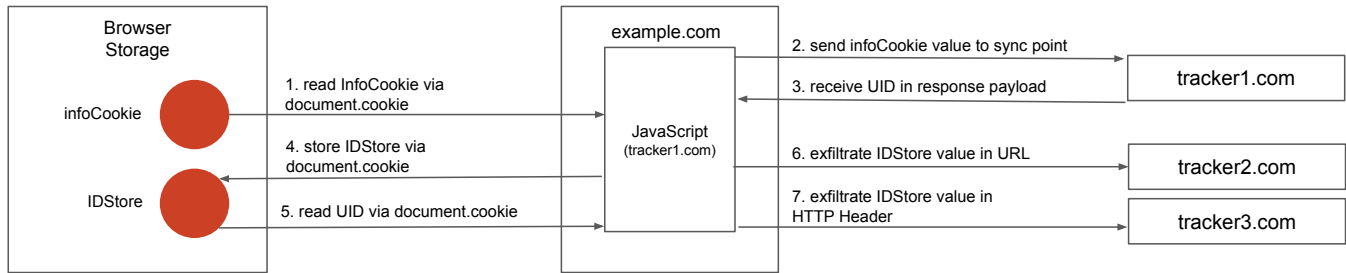 Browser
Storage
infoCookie
IDStore
1. read InfoCookie via
document.cookie
4. store IDStore via
document.cookie
5. read UID via document.cookie
example.com
JavaScript
(tracker1.com)
2. send infoCookie value to sync point
3. receive UID in response payload
6. exfiltrate IDStore value in URL
7. exfiltrate IDStore value in
HTTP Header
tracker1.com
tracker2.com
tracker3.com